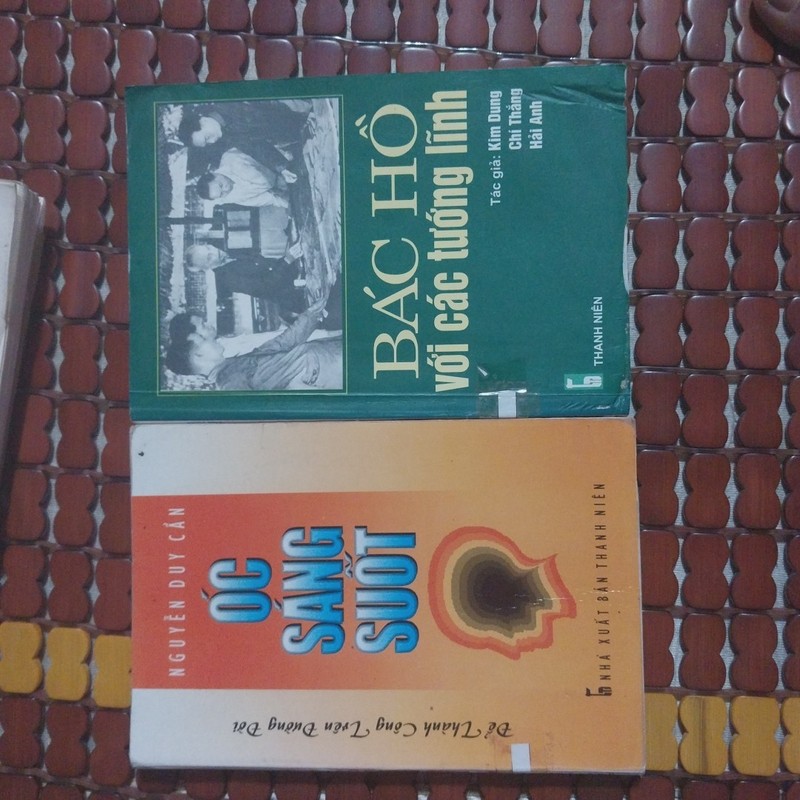 BÁC HỒ
với các tướng lĩnh
Tác giả: Kim Dung
Chí Thắng
Hải Anh
THANH NIÊN
NGUYỄN DUY CẦN
ÓC
SÁNG
SUỐT
NHÀ XUẤT BẢN THANH NIÊN
Để Thành Công Trên Đường Đời